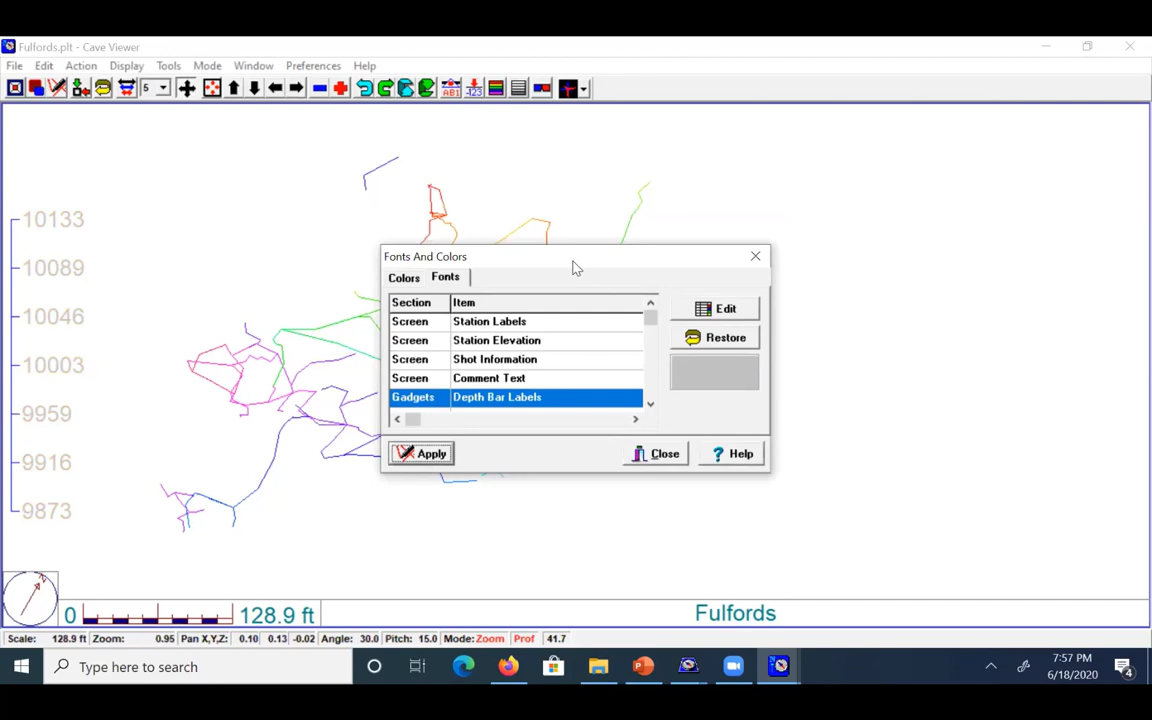 Fulfords.plt - Cave Viewer
File Edit Action Display Tools Mode Window Preferences Help
5
10133
10089
10046
10003
9959
9916
9873
Fonts And Colors
Colors Fonts
Section Item
Screen Station Labels
Screen Station Elevation
Screen Shot Information
Screen Comment Text
Gadgets Depth Bar Labels
Edit
Restore
Apply Close ? Help
N
0 128.9 ft Fulfords
Scale: 128.9 ft Zoom: 0.95 Pan X,Y,Z: 0.10 0.13 -0.02 Angle: 30.0 Pitch: 15.0 Mode:Zoom Prof 41.7
Type here to search
7:57 PM
6/18/2020
4